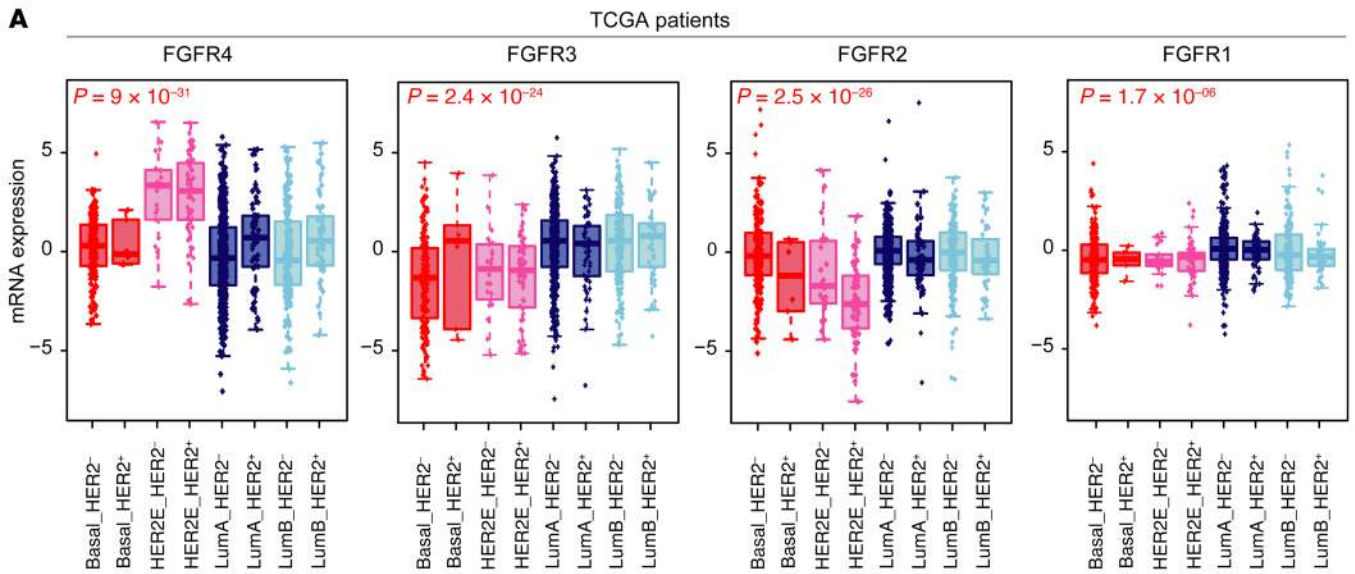 A
TCGA patients
FGFR4 FGFR3 FGFR2 FGFR1
P = 9 × 10⁻³¹ P = 2.4 × 10⁻²⁴ P = 2.5 × 10⁻²⁶ P = 1.7 × 10⁻⁰⁶
mRNA expression
5 5 5 5
0 0 0 0
−5 −5 −5 −5
Basal_HER2⁻
Basal_HER2⁺
HER2E_HER2⁻
HER2E_HER2⁺
LumA_HER2⁻
LumA_HER2⁺
LumB_HER2⁻
LumB_HER2⁺
Basal_HER2⁻
Basal_HER2⁺
HER2E_HER2⁻
HER2E_HER2⁺
LumA_HER2⁻
LumA_HER2⁺
LumB_HER2⁻
LumB_HER2⁺
Basal_HER2⁻
Basal_HER2⁺
HER2E_HER2⁻
HER2E_HER2⁺
LumA_HER2⁻
LumA_HER2⁺
LumB_HER2⁻
LumB_HER2⁺
Basal_HER2⁻
Basal_HER2⁺
HER2E_HER2⁻
HER2E_HER2⁺
LumA_HER2⁻
LumA_HER2⁺
LumB_HER2⁻
LumB_HER2⁺